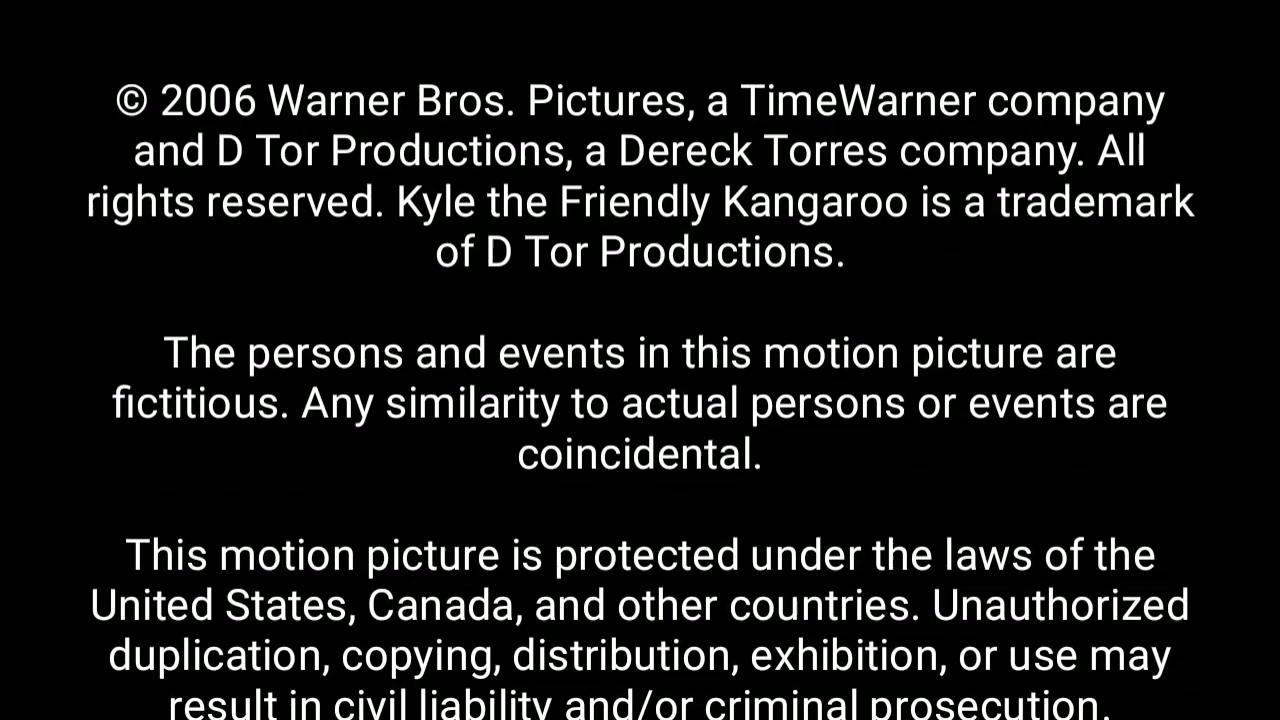 © 2006 Warner Bros. Pictures, a TimeWarner company
and D Tor Productions, a Dereck Torres company. All
rights reserved. Kyle the Friendly Kangaroo is a trademark
of D Tor Productions.
The persons and events in this motion picture are
fictitious. Any similarity to actual persons or events are
coincidental.
This motion picture is protected under the laws of the
United States, Canada, and other countries. Unauthorized
duplication, copying, distribution, exhibition, or use may
result in civil liability and/or criminal prosecution.